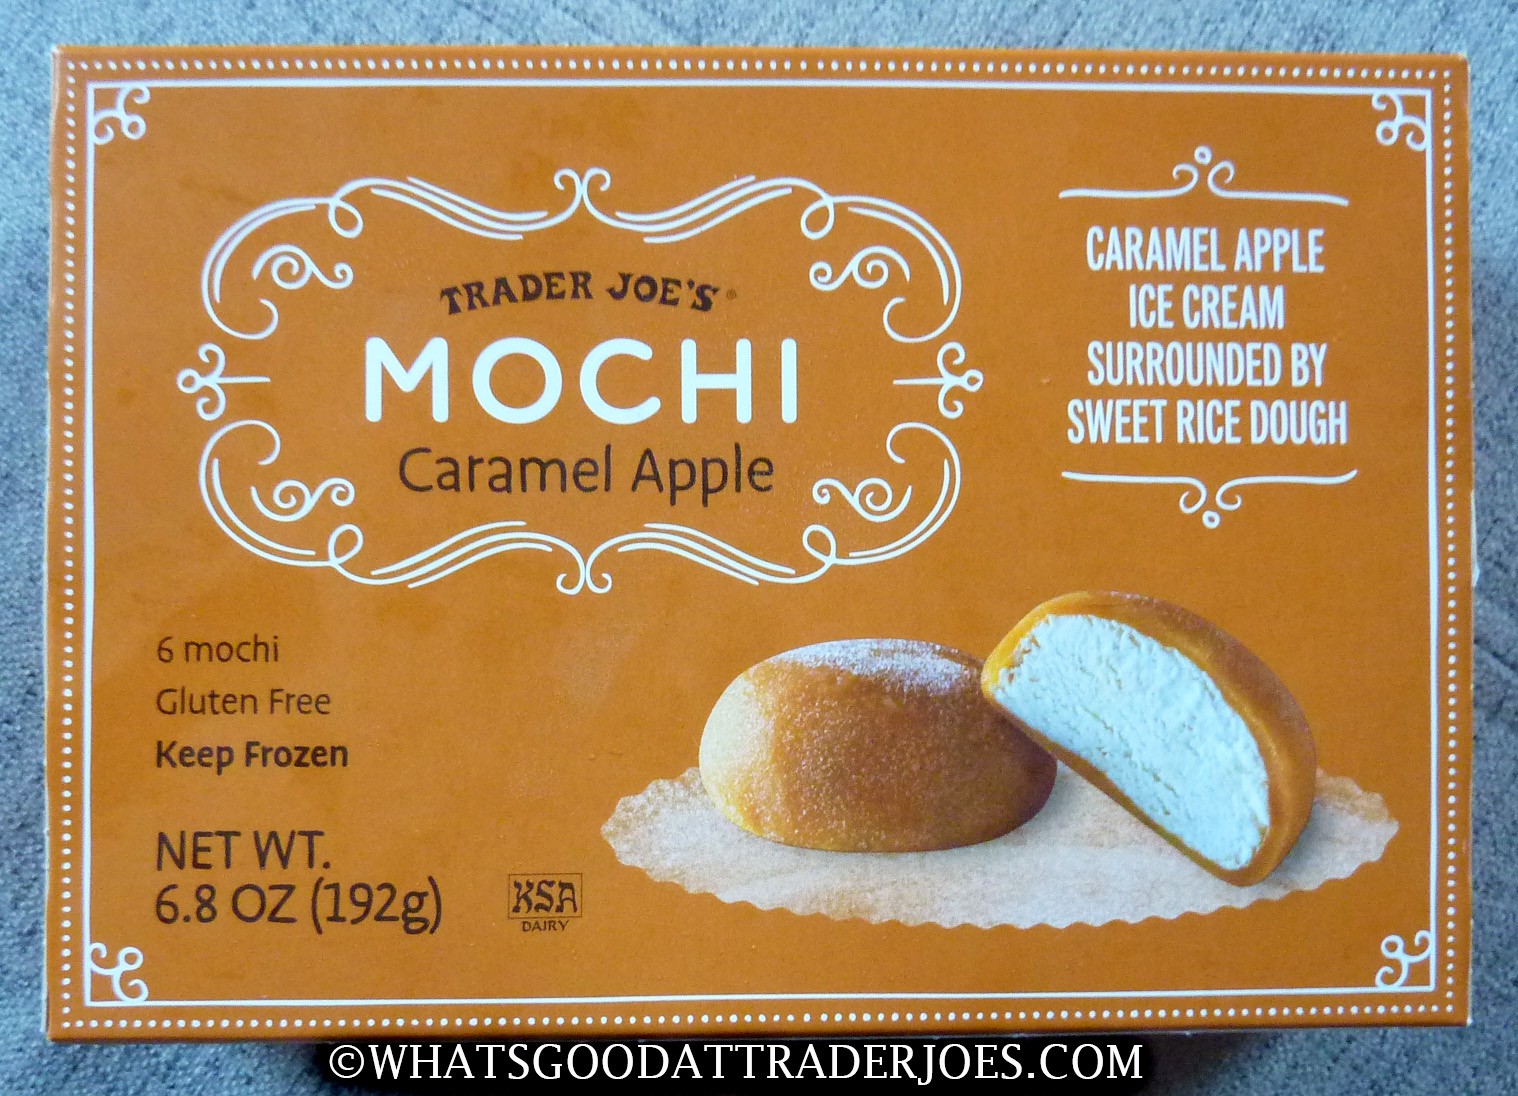 TRADER JOE'S
MOCHI
Caramel Apple
CARAMEL APPLE
ICE CREAM
SURROUNDED BY
SWEET RICE DOUGH
6 mochi
Gluten Free
Keep Frozen
NET WT.
6.8 OZ (192g)
KSA
DAIRY
©WHATSGOODATTRADERJOES.COM